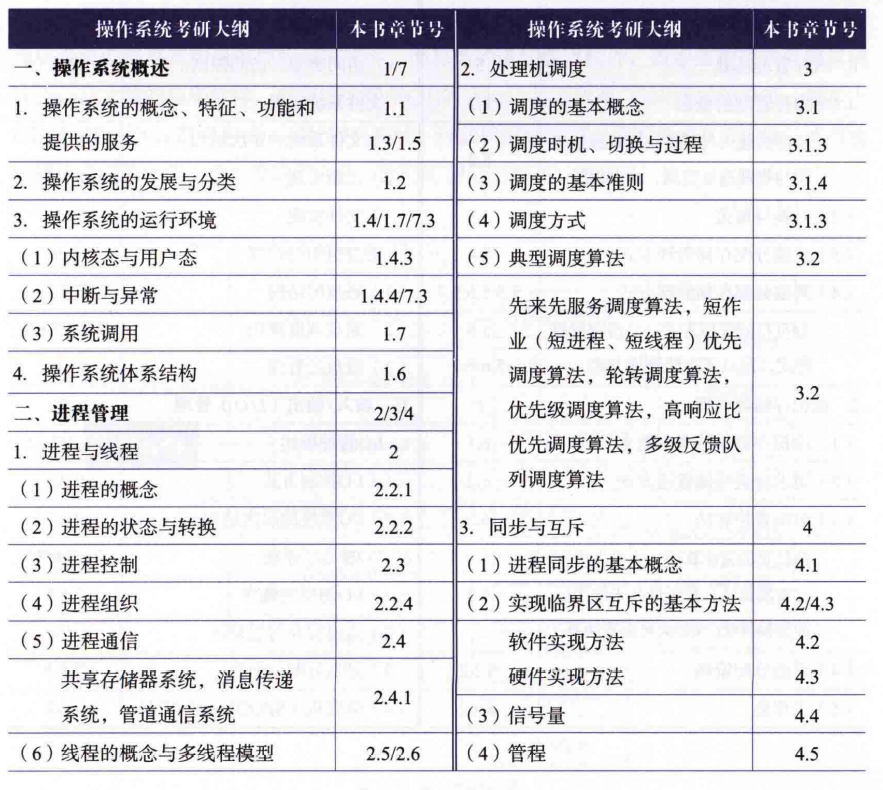 操作系统考研大纲 本书章节号
一、操作系统概述 1/7
1. 操作系统的概念、特征、功能和 1.1
提供的服务 1.3/1.5
2. 操作系统的发展与分类 1.2
3. 操作系统的运行环境 1.4/1.7/7.3
（1）内核态与用户态 1.4.3
（2）中断与异常 1.4.4/7.3
（3）系统调用 1.7
4. 操作系统体系结构 1.6
二、进程管理 2/3/4
1. 进程与线程 2
（1）进程的概念 2.2.1
（2）进程的状态与转换 2.2.2
（3）进程控制 2.3
（4）进程组织 2.2.4
（5）进程通信 2.4
共享存储器系统，消息传递
系统，管道通信系统
2.4.1
（6）线程的概念与多线程模型 2.5/2.6
操作系统考研大纲 本书章节号
2. 处理机调度 3
（1）调度的基本概念 3.1
（2）调度时机、切换与过程 3.1.3
（3）调度的基本准则 3.1.4
（4）调度方式 3.1.3
（5）典型调度算法 3.2
先来先服务调度算法，短作
业（短进程、短线程）优先
调度算法，轮转调度算法，
优先级调度算法，高响应比
优先调度算法，多级反馈队
列调度算法
3.2
3. 同步与互斥 4
（1）进程同步的基本概念 4.1
（2）实现临界区互斥的基本方法 4.2/4.3
软件实现方法 4.2
硬件实现方法 4.3
（3）信号量 4.4
（4）管程 4.5